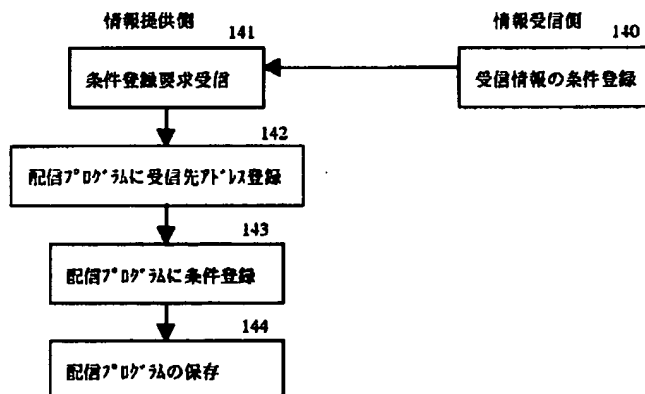 情報提供側
情報受信側
141
140
条件登録要求受信
受信情報の条件登録
142
配信ﾌﾟﾛｸﾞﾗﾑに受信先ｱﾄﾞﾚｽ登録
143
配信ﾌﾟﾛｸﾞﾗﾑに条件登録
144
配信ﾌﾟﾛｸﾞﾗﾑの保存